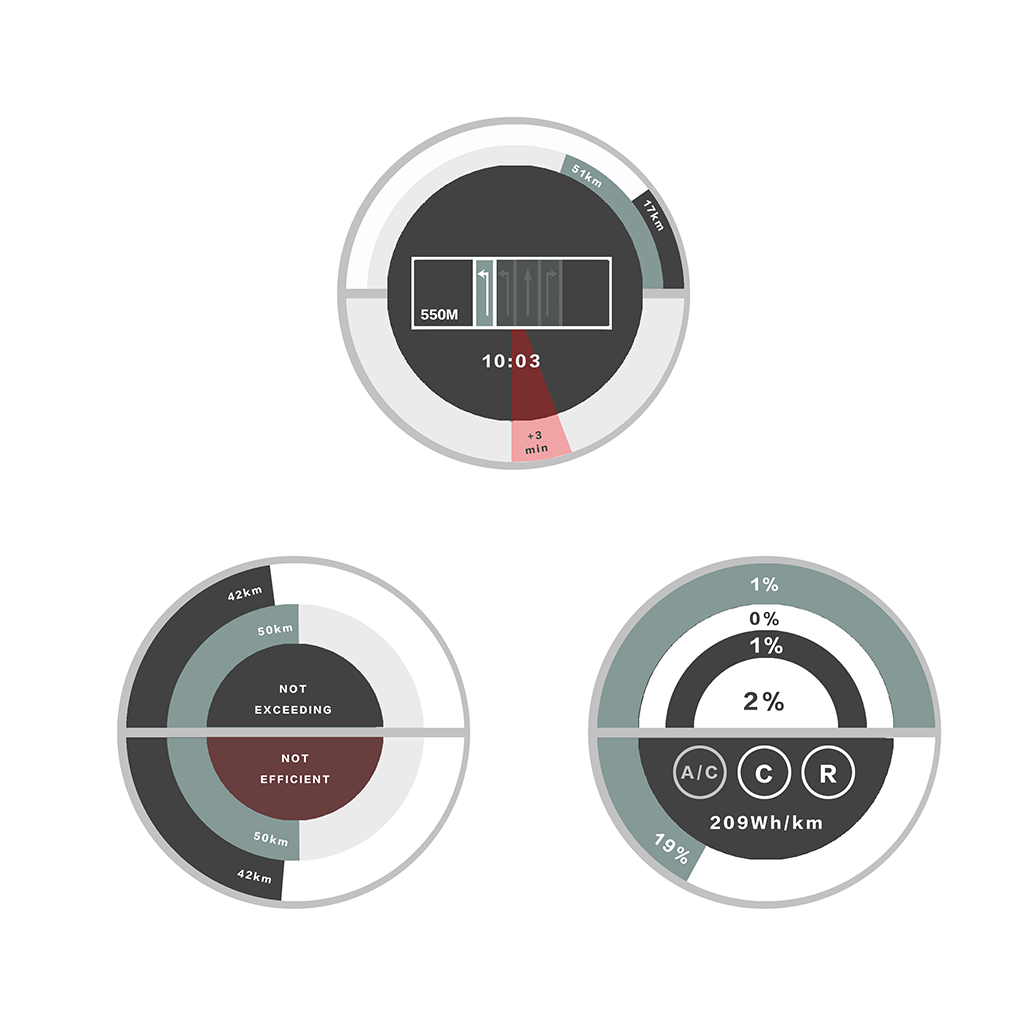 51km
17km
550M
10:03
+3
min
42km
50km
NOT
EXCEEDING
NOT
EFFICIENT
50km
42km
1%
0%
1%
2%
A/C C R
209Wh/km
19%